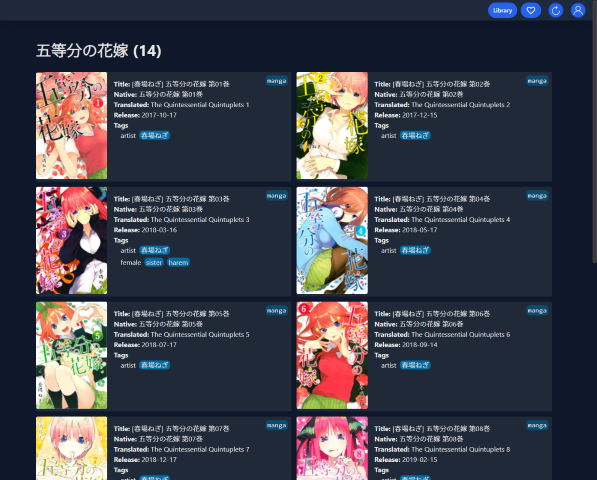 Library
五等分の花嫁 (14)
manga
Title: [春場ねぎ] 五等分の花嫁 第01巻
Native: 五等分の花嫁 第01巻
Translated: The Quintessential Quintuplets 1
Release: 2017-10-17
Tags
artist 春場ねぎ
manga
Title: [春場ねぎ] 五等分の花嫁 第02巻
Native: 五等分の花嫁 第02巻
Translated: The Quintessential Quintuplets 2
Release: 2017-12-15
Tags
artist 春場ねぎ
manga
Title: [春場ねぎ] 五等分の花嫁 第03巻
Native: 五等分の花嫁 第03巻
Translated: The Quintessential Quintuplets 3
Release: 2018-03-16
Tags
artist 春場ねぎ
female sister harem
manga
Title: [春場ねぎ] 五等分の花嫁 第04巻
Native: 五等分の花嫁 第04巻
Translated: The Quintessential Quintuplets 4
Release: 2018-05-17
Tags
artist 春場ねぎ
manga
Title: [春場ねぎ] 五等分の花嫁 第05巻
Native: 五等分の花嫁 第05巻
Translated: The Quintessential Quintuplets 5
Release: 2018-07-17
Tags
artist 春場ねぎ
manga
Title: [春場ねぎ] 五等分の花嫁 第06巻
Native: 五等分の花嫁 第06巻
Translated: The Quintessential Quintuplets 6
Release: 2018-09-14
Tags
artist 春場ねぎ
manga
Title: [春場ねぎ] 五等分の花嫁 第07巻
Native: 五等分の花嫁 第07巻
Translated: The Quintessential Quintuplets 7
Release: 2018-12-17
Tags
manga
Title: [春場ねぎ] 五等分の花嫁 第08巻
Native: 五等分の花嫁 第08巻
Translated: The Quintessential Quintuplets 8
Release: 2019-02-15
Tags